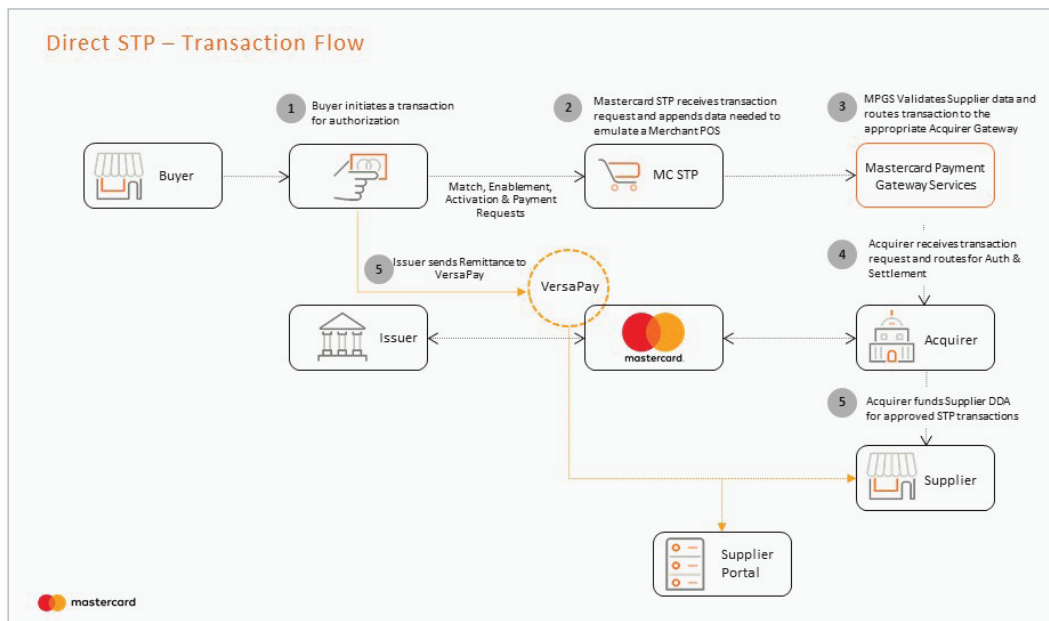 Direct STP – Transaction Flow
1
Buyer initiates a transaction
for authorization
2
Mastercard STP receives transaction
request and appends data needed to
emulate a Merchant POS
3
MPGS Validates Supplier data and
routes transaction to the
appropriate Acquirer Gateway
Buyer
Match, Enablement,
Activation & Payment
Requests
MC STP
Mastercard Payment
Gateway Services
5
Issuer sends Remittance to
VersaPay
VersaPay
4
Acquirer receives transaction
request and routes for Auth &
Settlement
Issuer
mastercard.
Acquirer
5
Acquirer funds Supplier DDA
for approved STP transactions
Supplier
Supplier
Portal
mastercard